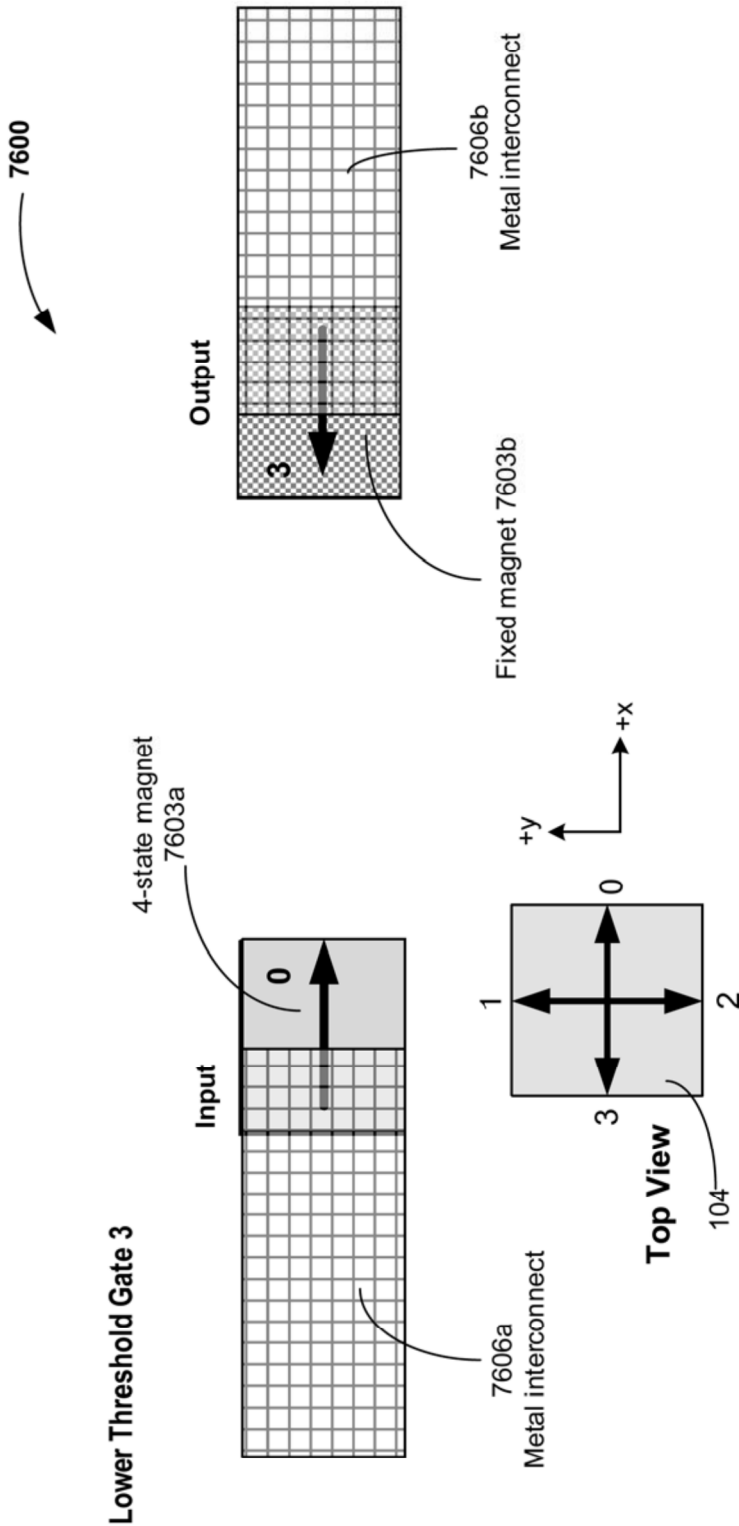 7600
Lower Threshold Gate 3
Input
Output
4-state magnet
7603a
0
3
7606a
Metal interconnect
Fixed magnet 7603b
7606b
Metal interconnect
+y
+x
1
3
0
2
Top View
104